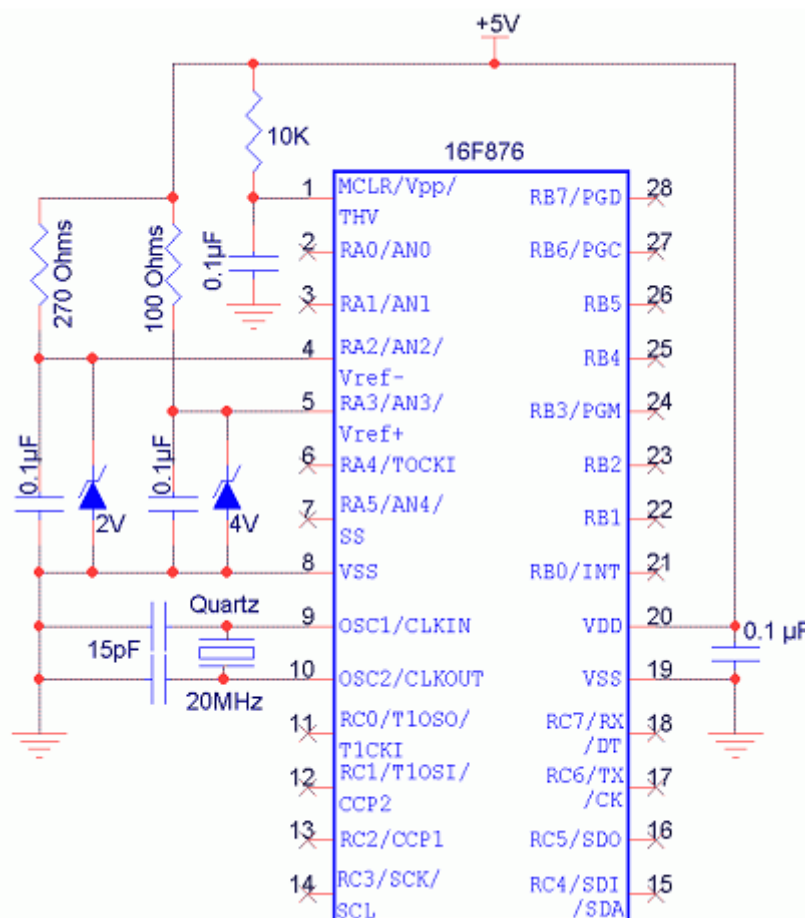 +5V
10K
16F876
270 Ohms
100 Ohms
0.1µF
0.1µF
0.1µF
2V
4V
Quartz
15pF
20MHz
0.1 µF
1
MCLR/Vpp/
THV
2
RA0/AN0
3
RA1/AN1
4
RA2/AN2/
Vref-
5
RA3/AN3/
Vref+
6
RA4/TOCKI
7
RA5/AN4/
SS
8
VSS
9
OSC1/CLKIN
10
OSC2/CLKOUT
11
RC0/T1OSO/
T1CKI
12
RC1/T1OSI/
CCP2
13
RC2/CCP1
14
RC3/SCK/
SCL
RB7/PGD
28
RB6/PGC
27
RB5
26
RB4
25
RB3/PGM
24
RB2
23
RB1
22
RB0/INT
21
VDD
20
VSS
19
RC7/RX
/DT
18
RC6/TX
/CK
17
RC5/SDO
16
RC4/SDI
/SDA
15